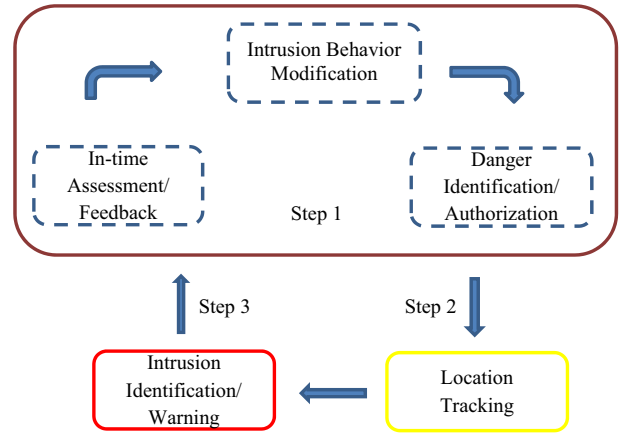 Intrusion Behavior
Modification
In-time
Assessment/
Feedback
Danger
Identification/
Authorization
Step 1
Step 3
Step 2
Intrusion
Identification/
Warning
Location
Tracking